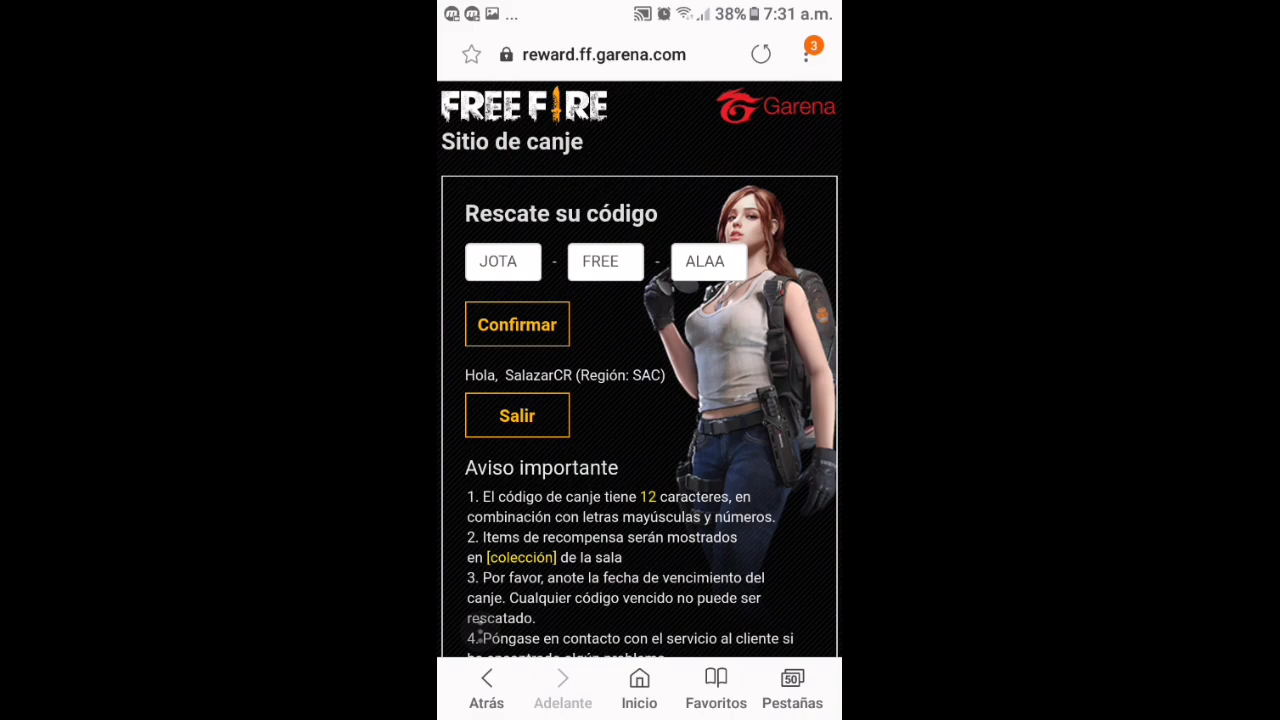 ... 38% 7:31 a.m.
reward.ff.garena.com
3
FREE FIRE
Garena
Sitio de canje
Rescate su código
JOTA - FREE - ALAA
Confirmar
Hola, SalazarCR (Región: SAC)
Salir
Aviso importante
1. El código de canje tiene 12 caracteres, en
combinación con letras mayúsculas y números.
2. Items de recompensa serán mostrados
en [colección] de la sala
3. Por favor, anote la fecha de vencimiento del
canje. Cualquier código vencido no puede ser
rescatado.
4. Póngase en contacto con el servicio al cliente si
50
Atrás Adelante Inicio Favoritos Pestañas